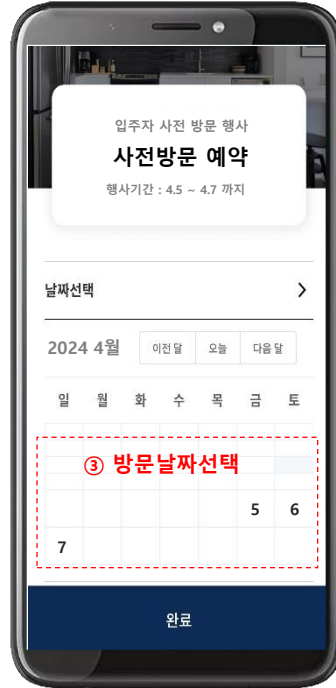 입주자 사전 방문 행사
사전방문 예약
행사기간 : 4.5 ~ 4.7 까지
날짜선택
2024 4월 이전 달 오늘 다음 달
일 월 화 수 목 금 토
③ 방문날짜선택
5 6
7
완료